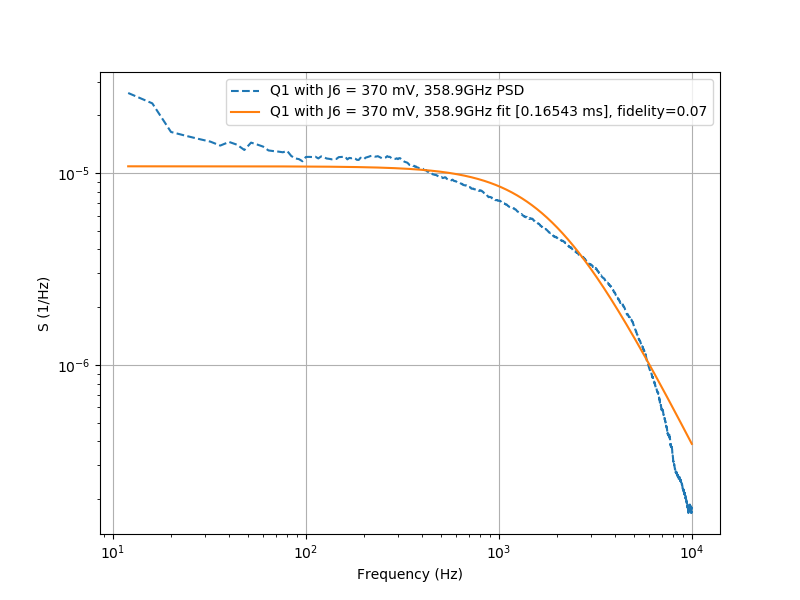 Q1 with J6 = 370 mV, 358.9GHz PSD
Q1 with J6 = 370 mV, 358.9GHz fit [0.16543 ms], fidelity=0.07
S (1/Hz)
10⁻⁵
10⁻⁶
10¹ 10² 10³ 10⁴
Frequency (Hz)